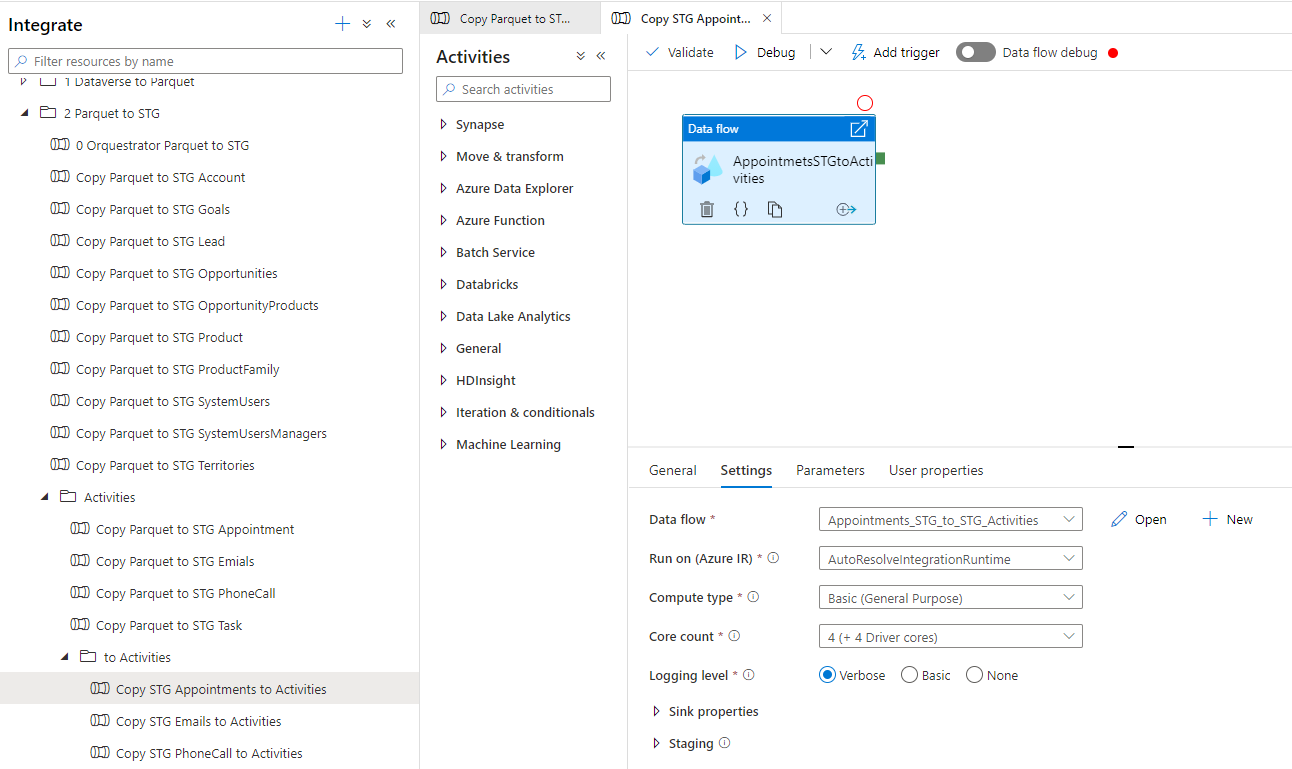 Integrate
Filter resources by name
1 Dataverse to Parquet
2 Parquet to STG
0 Orquestrator Parquet to STG
Copy Parquet to STG Account
Copy Parquet to STG Goals
Copy Parquet to STG Lead
Copy Parquet to STG Opportunities
Copy Parquet to STG OpportunityProducts
Copy Parquet to STG Product
Copy Parquet to STG ProductFamily
Copy Parquet to STG SystemUsers
Copy Parquet to STG SystemUsersManagers
Copy Parquet to STG Territories
Activities
Copy Parquet to STG Appointment
Copy Parquet to STG Emials
Copy Parquet to STG PhoneCall
Copy Parquet to STG Task
to Activities
Copy STG Appointments to Activities
Copy STG Emails to Activities
Copy STG PhoneCall to Activities
Copy Parquet to ST...
Copy STG Appoint...
Activities
Search activities
Synapse
Move & transform
Azure Data Explorer
Azure Function
Batch Service
Databricks
Data Lake Analytics
General
HDInsight
Iteration & conditionals
Machine Learning
Validate
Debug
Add trigger
Data flow debug
Data flow
AppointmetsSTGtoActi
vities
{}
General
Settings
Parameters
User properties
Data flow *
Appointments_STG_to_STG_Activities
Open
New
Run on (Azure IR) *
AutoResolveIntegrationRuntime
Compute type *
Basic (General Purpose)
Core count *
4 (+ 4 Driver cores)
Logging level *
Verbose
Basic
None
Sink properties
Staging